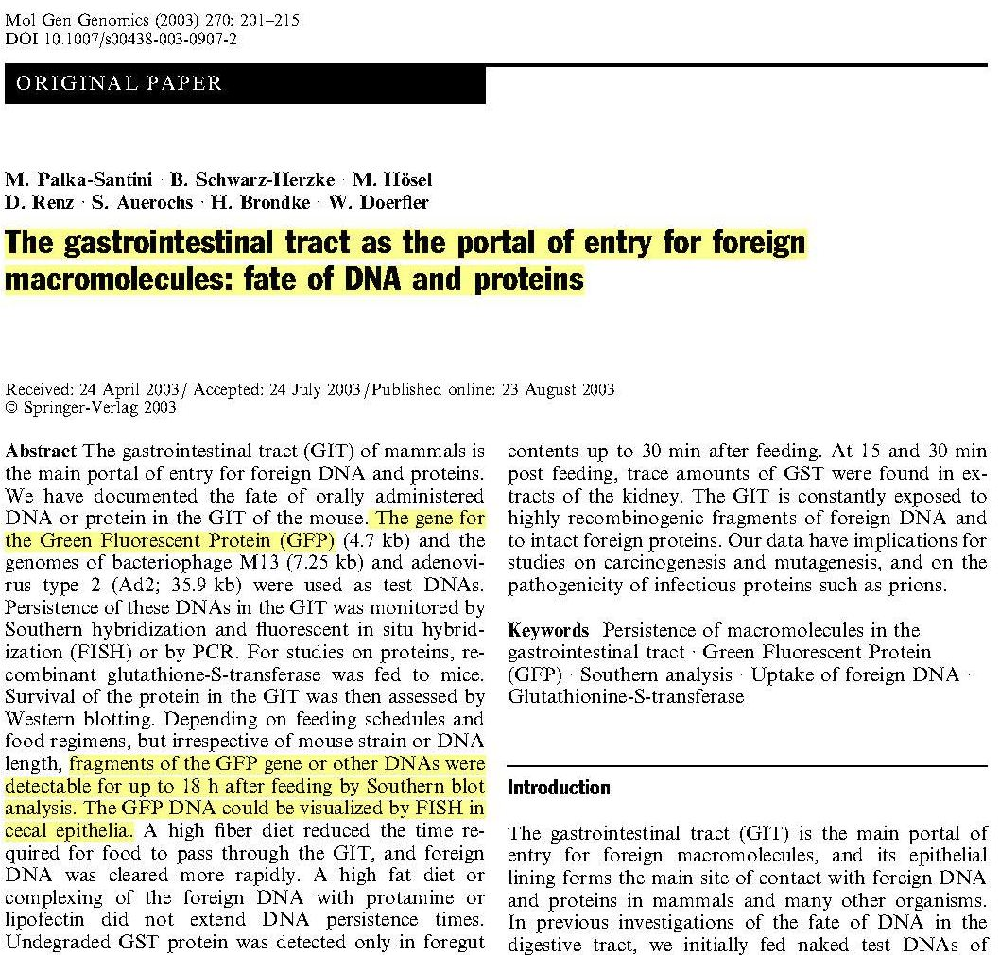 Mol Gen Genomics (2003) 270: 201–215
DOI 10.1007/s00438-003-0907-2
ORIGINAL PAPER
M. Palka-Santini · B. Schwarz-Herzke · M. Hösel
D. Renz · S. Auerochs · H. Brondke · W. Doerfler
The gastrointestinal tract as the portal of entry for foreign
macromolecules: fate of DNA and proteins
Received: 24 April 2003 / Accepted: 24 July 2003 / Published online: 23 August 2003
© Springer-Verlag 2003
Abstract The gastrointestinal tract (GIT) of mammals is
the main portal of entry for foreign DNA and proteins.
We have documented the fate of orally administered
DNA or protein in the GIT of the mouse. The gene for
the Green Fluorescent Protein (GFP) (4.7 kb) and the
genomes of bacteriophage M13 (7.25 kb) and adenovi-
rus type 2 (Ad2; 35.9 kb) were used as test DNAs.
Persistence of these DNAs in the GIT was monitored by
Southern hybridization and fluorescent in situ hybrid-
ization (FISH) or by PCR. For studies on proteins, re-
combinant glutathione-S-transferase was fed to mice.
Survival of the protein in the GIT was then assessed by
Western blotting. Depending on feeding schedules and
food regimens, but irrespective of mouse strain or DNA
length, fragments of the GFP gene or other DNAs were
detectable for up to 18 h after feeding by Southern blot
analysis. The GFP DNA could be visualized by FISH in
cecal epithelia. A high fiber diet reduced the time re-
quired for food to pass through the GIT, and foreign
DNA was cleared more rapidly. A high fat diet or
complexing of the foreign DNA with protamine or
lipofectin did not extend DNA persistence times.
Undegraded GST protein was detected only in foregut
contents up to 30 min after feeding. At 15 and 30 min
post feeding, trace amounts of GST were found in ex-
tracts of the kidney. The GIT is constantly exposed to
highly recombinogenic fragments of foreign DNA and
to intact foreign proteins. Our data have implications for
studies on carcinogenesis and mutagenesis, and on the
pathogenicity of infectious proteins such as prions.
Keywords Persistence of macromolecules in the
gastrointestinal tract · Green Fluorescent Protein
(GFP) · Southern analysis · Uptake of foreign DNA ·
Glutathionine-S-transferase
Introduction
The gastrointestinal tract (GIT) is the main portal of
entry for foreign macromolecules, and its epithelial
lining forms the main site of contact with foreign DNA
and proteins in mammals and many other organisms.
In previous investigations of the fate of DNA in the
digestive tract, we initially fed naked test DNAs of